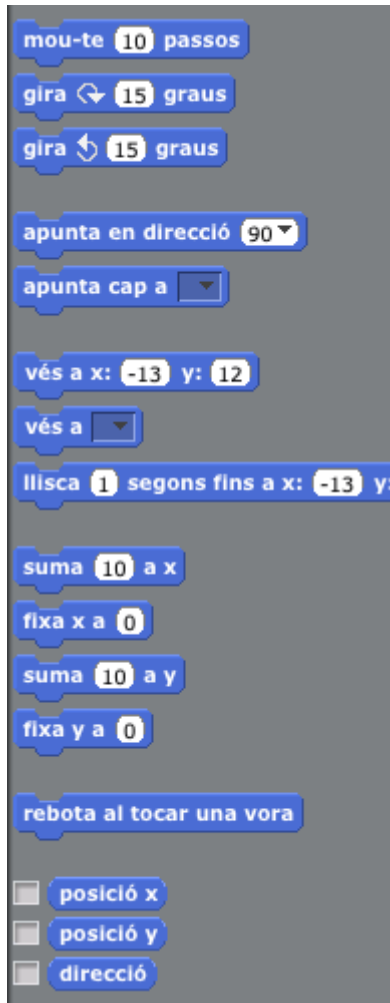 mou-te 10 passos
gira 15 graus
gira 15 graus
apunta en direcció 90
apunta cap a
vés a x: -13 y: 12
vés a
llisca 1 segons fins a x: -13 y:
suma 10 a x
fixa x a 0
suma 10 a y
fixa y a 0
rebota al tocar una vora
posició x
posició y
direcció